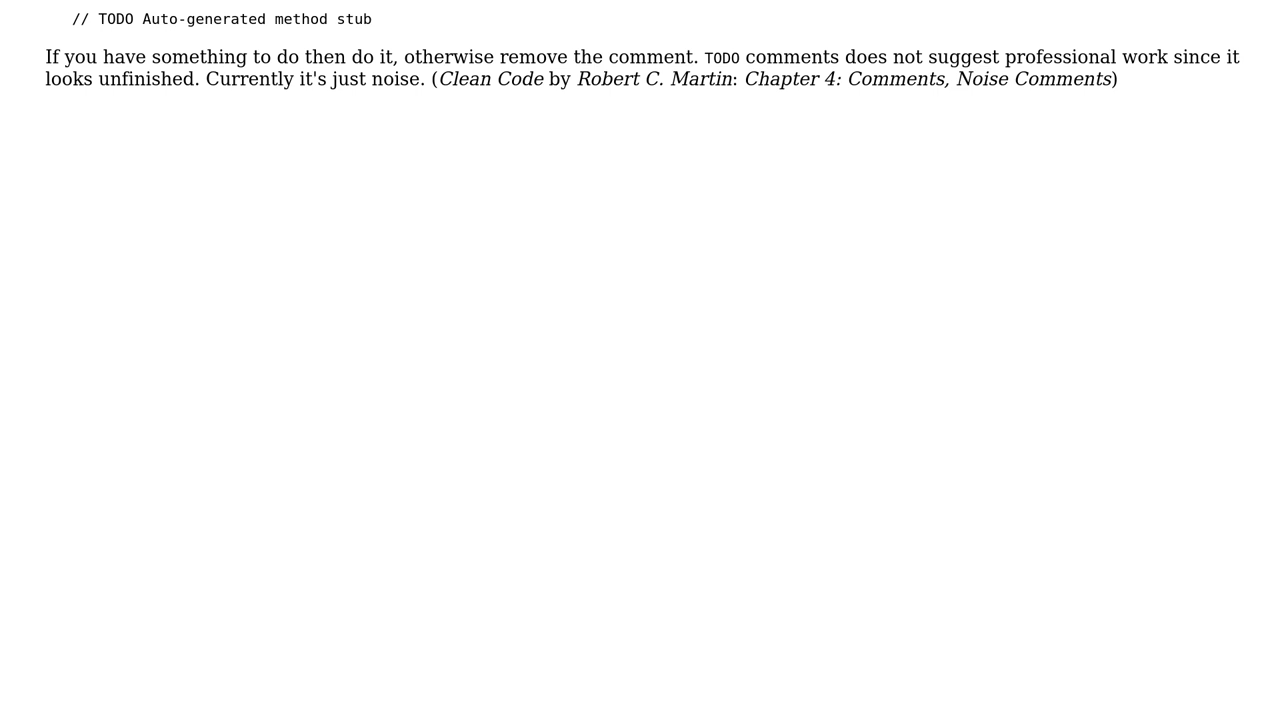 // TODO Auto-generated method stub
If you have something to do then do it, otherwise remove the comment. TODO comments does not suggest professional work since it
looks unfinished. Currently it's just noise. (Clean Code by Robert C. Martin: Chapter 4: Comments, Noise Comments)